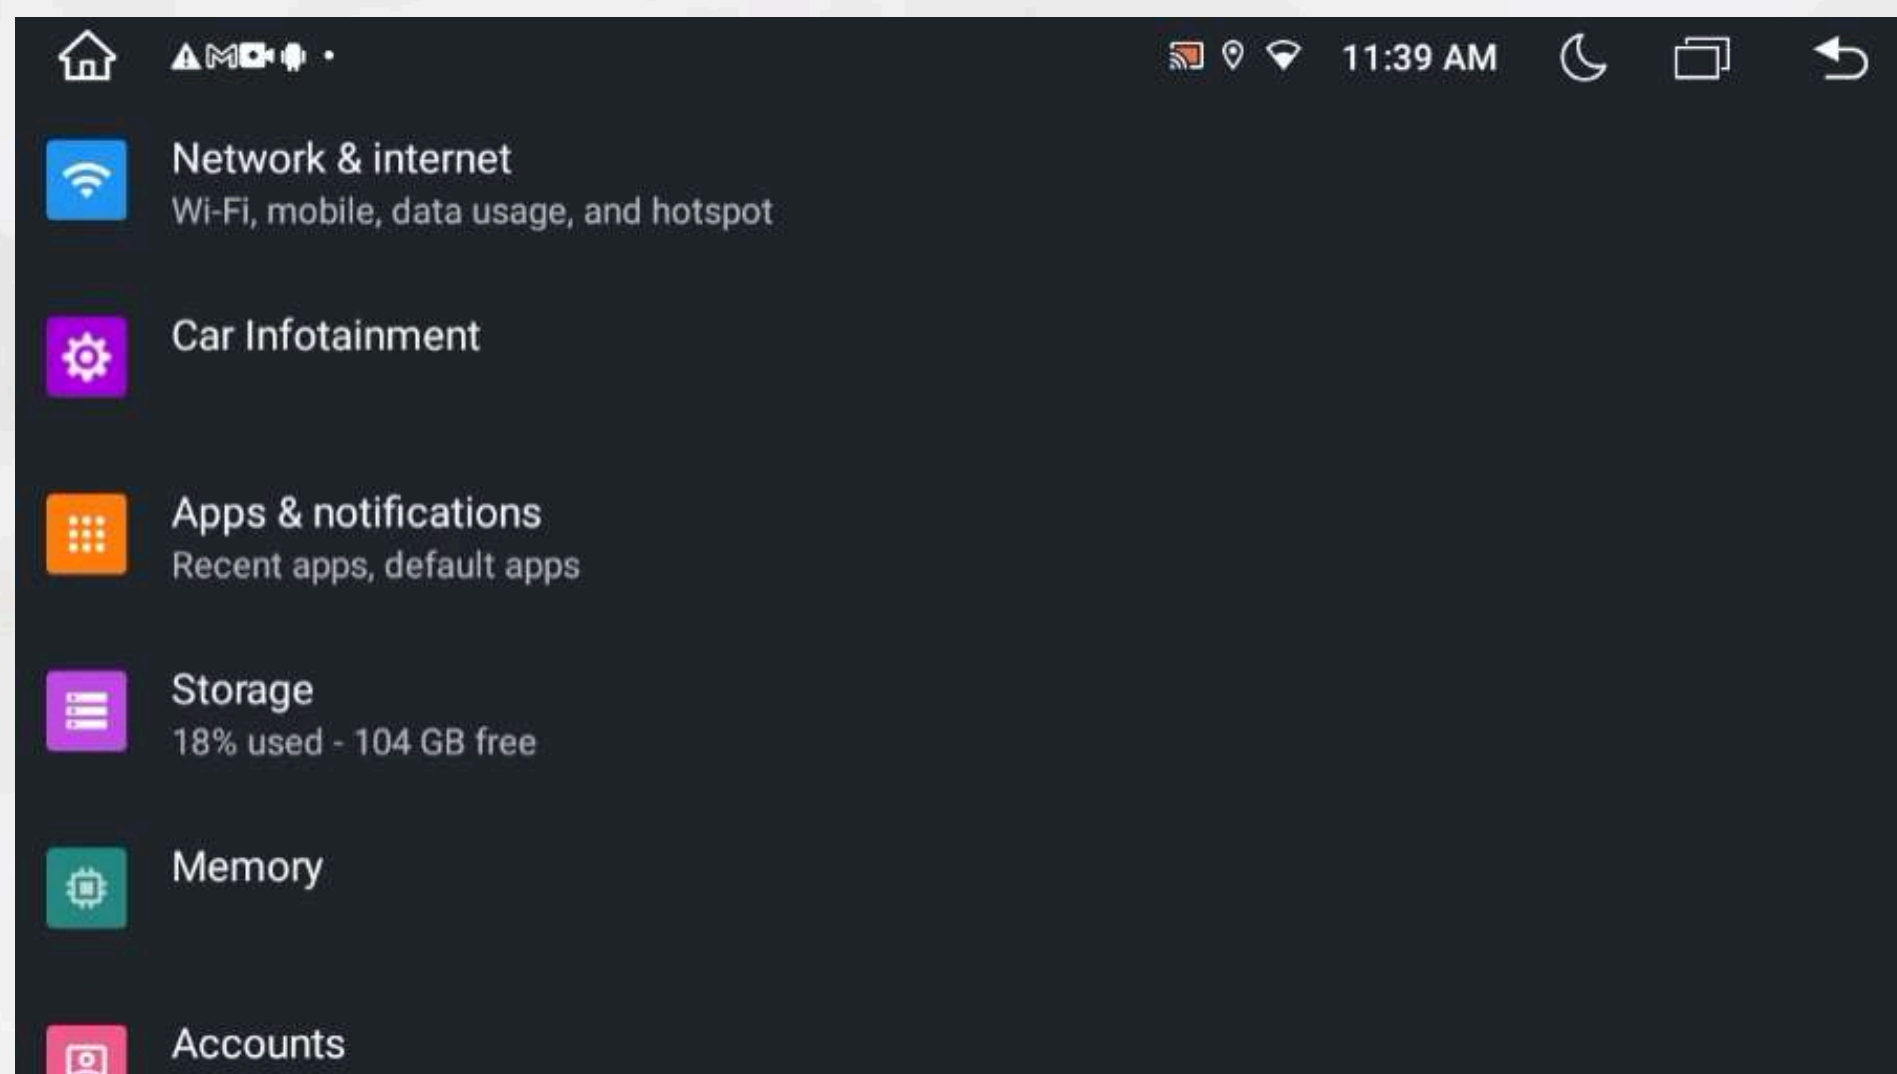 11:39 AM
Network & internet
Wi-Fi, mobile, data usage, and hotspot
Car Infotainment
Apps & notifications
Recent apps, default apps
Storage
18% used - 104 GB free
Memory
Accounts